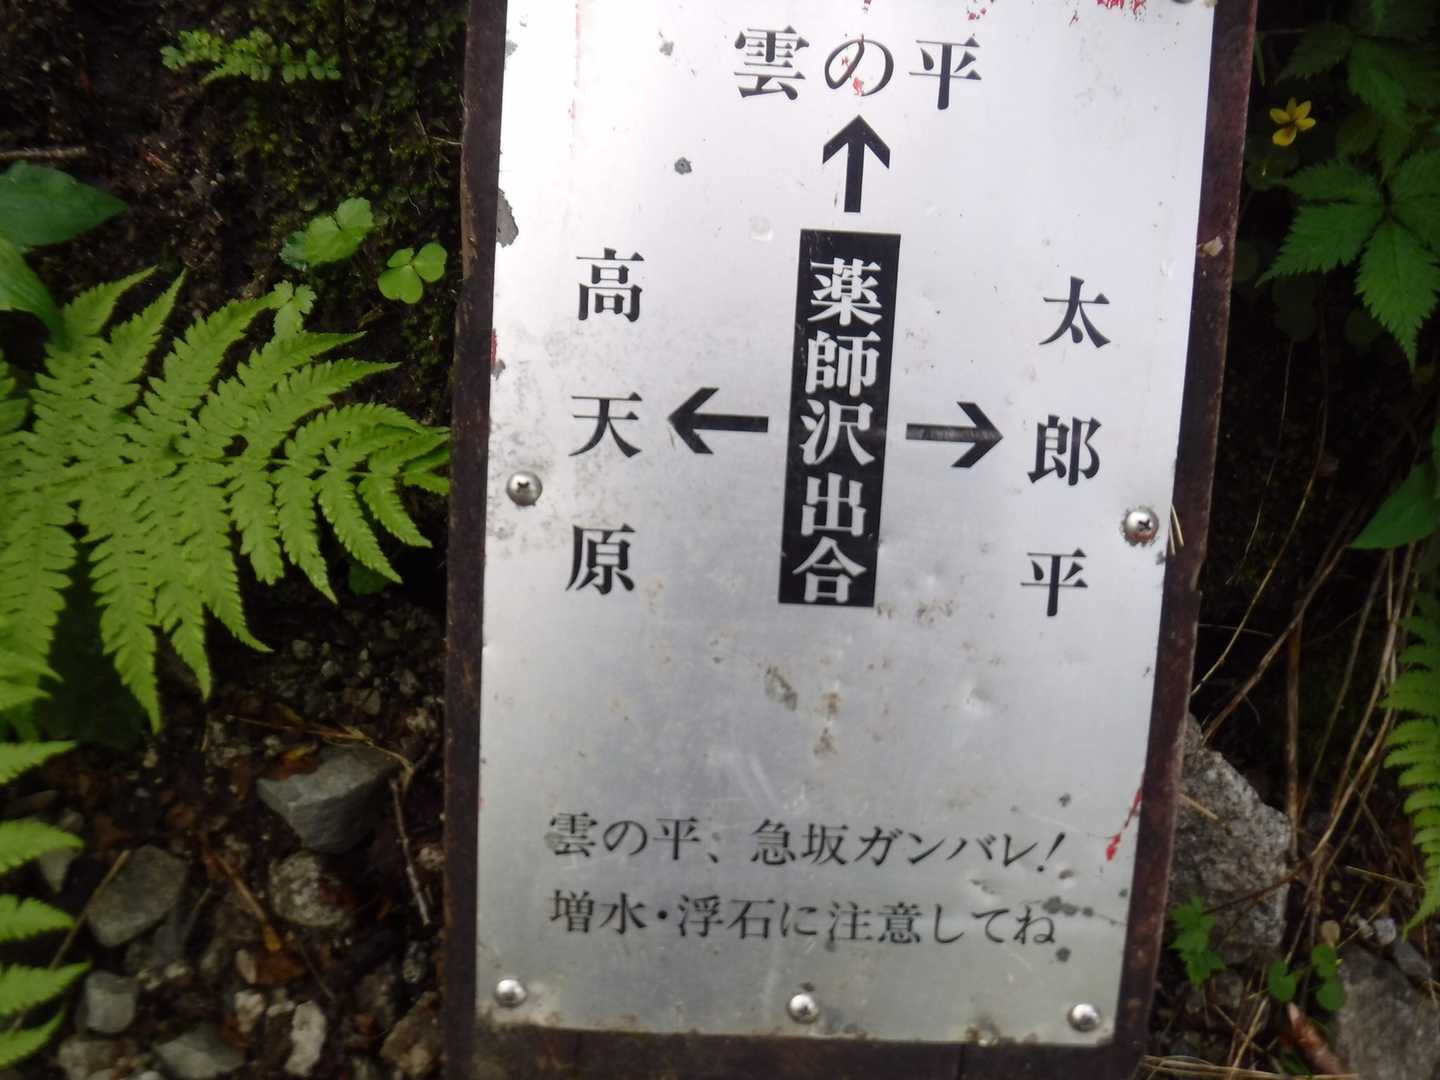 雲の平
薬師沢出合
高天原
太郎平
雲の平、急坂ガンバレ!
増水・浮石に注意してね